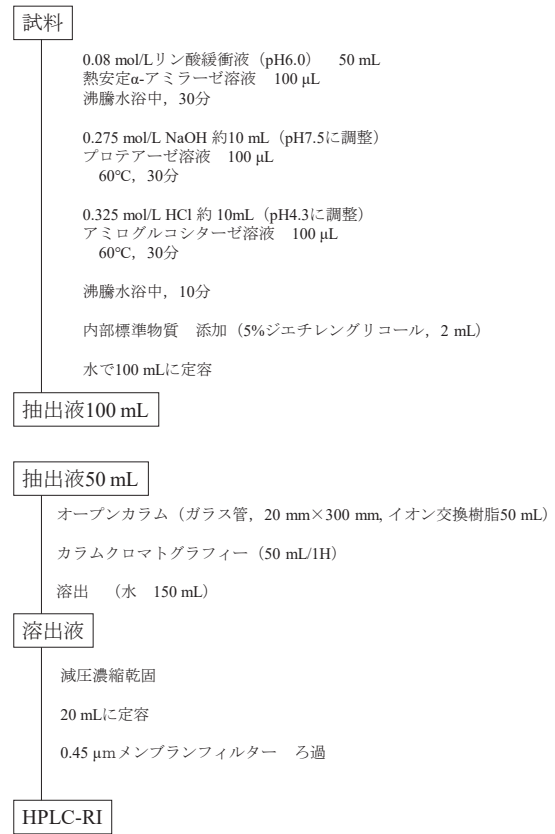 試料
0.08 mol/Lリン酸緩衝液（pH6.0） 50 mL
熱安定α-アミラーゼ溶液 100 μL
沸騰水浴中，30分
0.275 mol/L NaOH 約10 mL（pH7.5に調整）
プロテアーゼ溶液 100 μL
60℃，30分
0.325 mol/L HCl 約 10mL（pH4.3に調整）
アミログルコシターゼ溶液 100 μL
60℃，30分
沸騰水浴中，10分
内部標準物質 添加（5%ジエチレングリコール，2 mL）
水で100 mLに定容
抽出液100 mL
抽出液50 mL
オープンカラム（ガラス管，20 mm×300 mm, イオン交換樹脂50 mL）
カラムクロマトグラフィー（50 mL/1H）
溶出 （水 150 mL）
溶出液
減圧濃縮乾固
20 mLに定容
0.45 μmメンブランフィルター ろ過
HPLC-RI